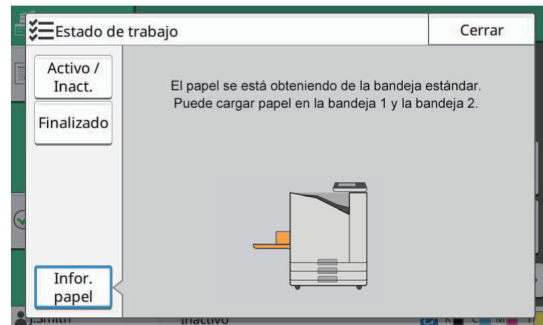 Estado de trabajo
Cerrar
Activo /
Inact.
Finalizado
El papel se está obteniendo de la bandeja estándar.
Puede cargar papel en la bandeja 1 y la bandeja 2.
Infor.
papel
J.Smith
Inactivo
K
C
M